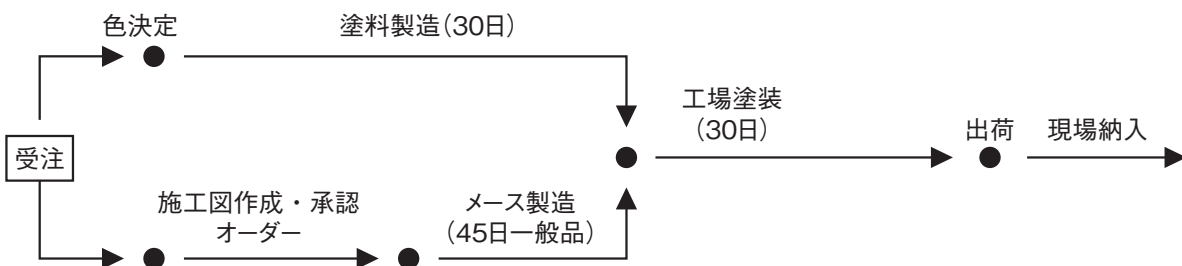 色決定
塗料製造(30日)
工場塗装
(30日)
出荷
現場納入
受注
施工図作成・承認
オーダー
メース製造
(45日一般品)